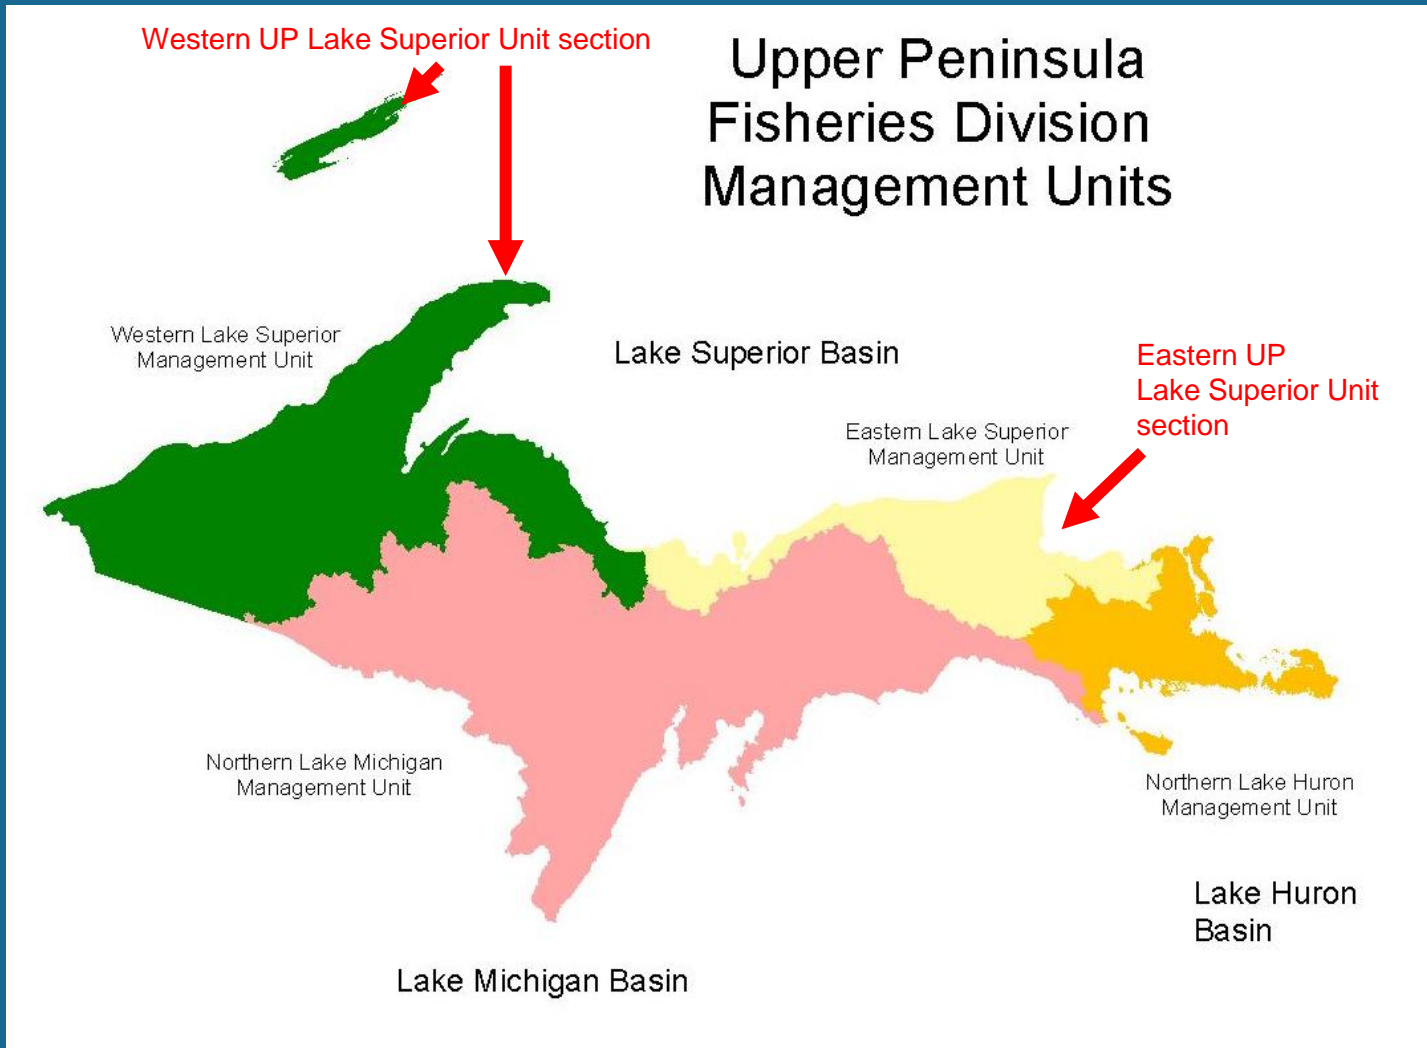 Western UP Lake Superior Unit section
Upper Peninsula
Fisheries Division
Management Units
Western Lake Superior
Management Unit
Lake Superior Basin
Eastern UP
Lake Superior Unit
section
Eastern Lake Superior
Management Unit
Northern Lake Michigan
Management Unit
Northern Lake Huron
Management Unit
Lake Huron
Basin
Lake Michigan Basin